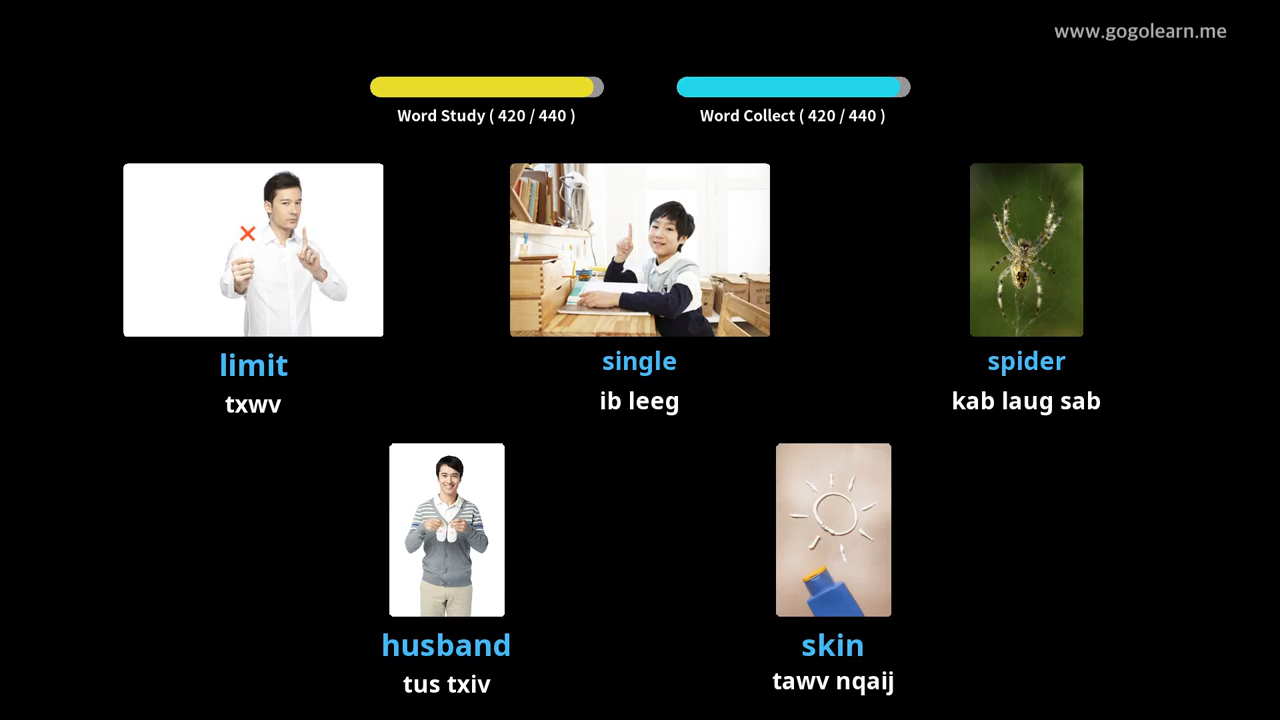 www.gogolearn.me
Word Study ( 420 / 440 )
Word Collect ( 420 / 440 )
limit
txwv
single
ib leeg
spider
kab laug sab
husband
tus txiv
skin
tawv nqaij